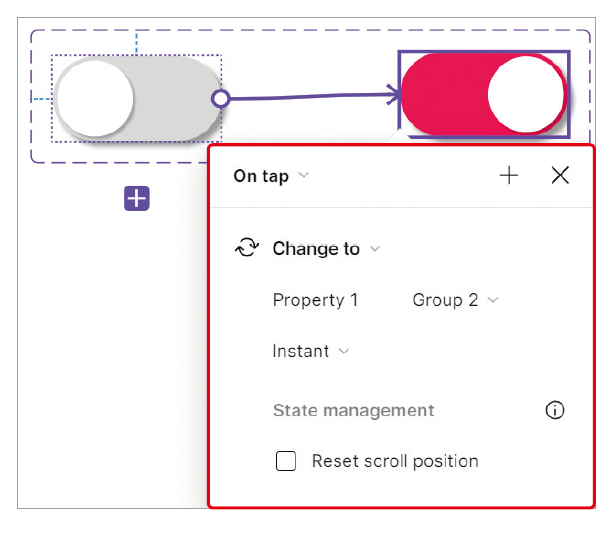 On tap
Change to
Property 1 Group 2
Instant
State management
Reset scroll position